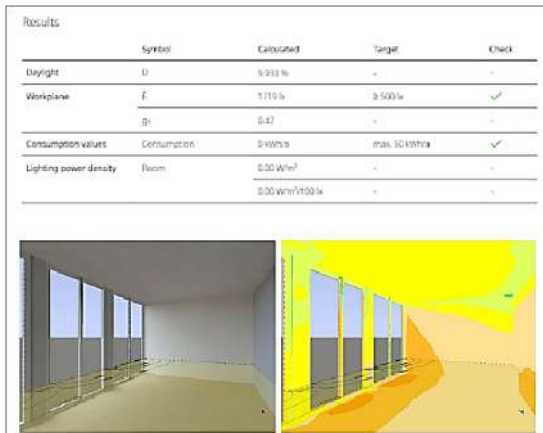 Results
Symbol Calculated Target Check
Daylight D - -
Workplane 1719 lx ≥ 500 lx
g₁ 0.47 - -
Consumption values Consumption 0 kWh/a max. 50 kWh/a
Lighting power density Room 0.00 W/m² - -
0.00 W/m²/100 lx - -